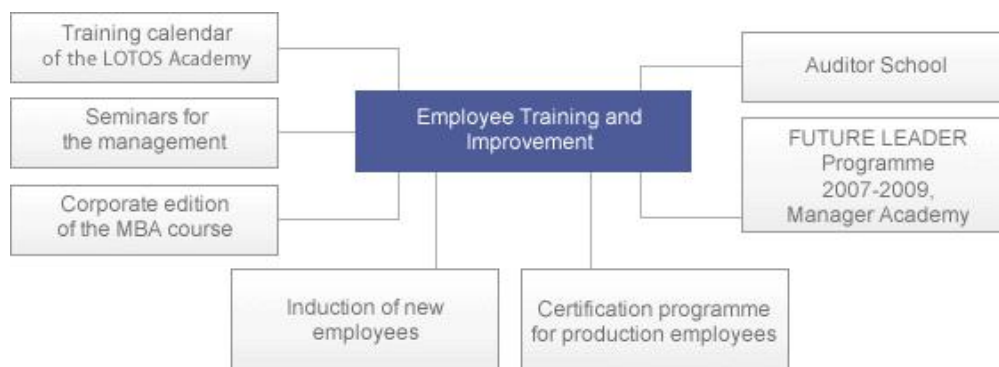 Training calendar
of the LOTOS Academy
Seminars for
the management
Corporate edition
of the MBA course
Employee Training and
Improvement
Auditor School
FUTURE LEADER
Programme
2007-2009,
Manager Academy
Induction of new
employees
Certification programme
for production employees